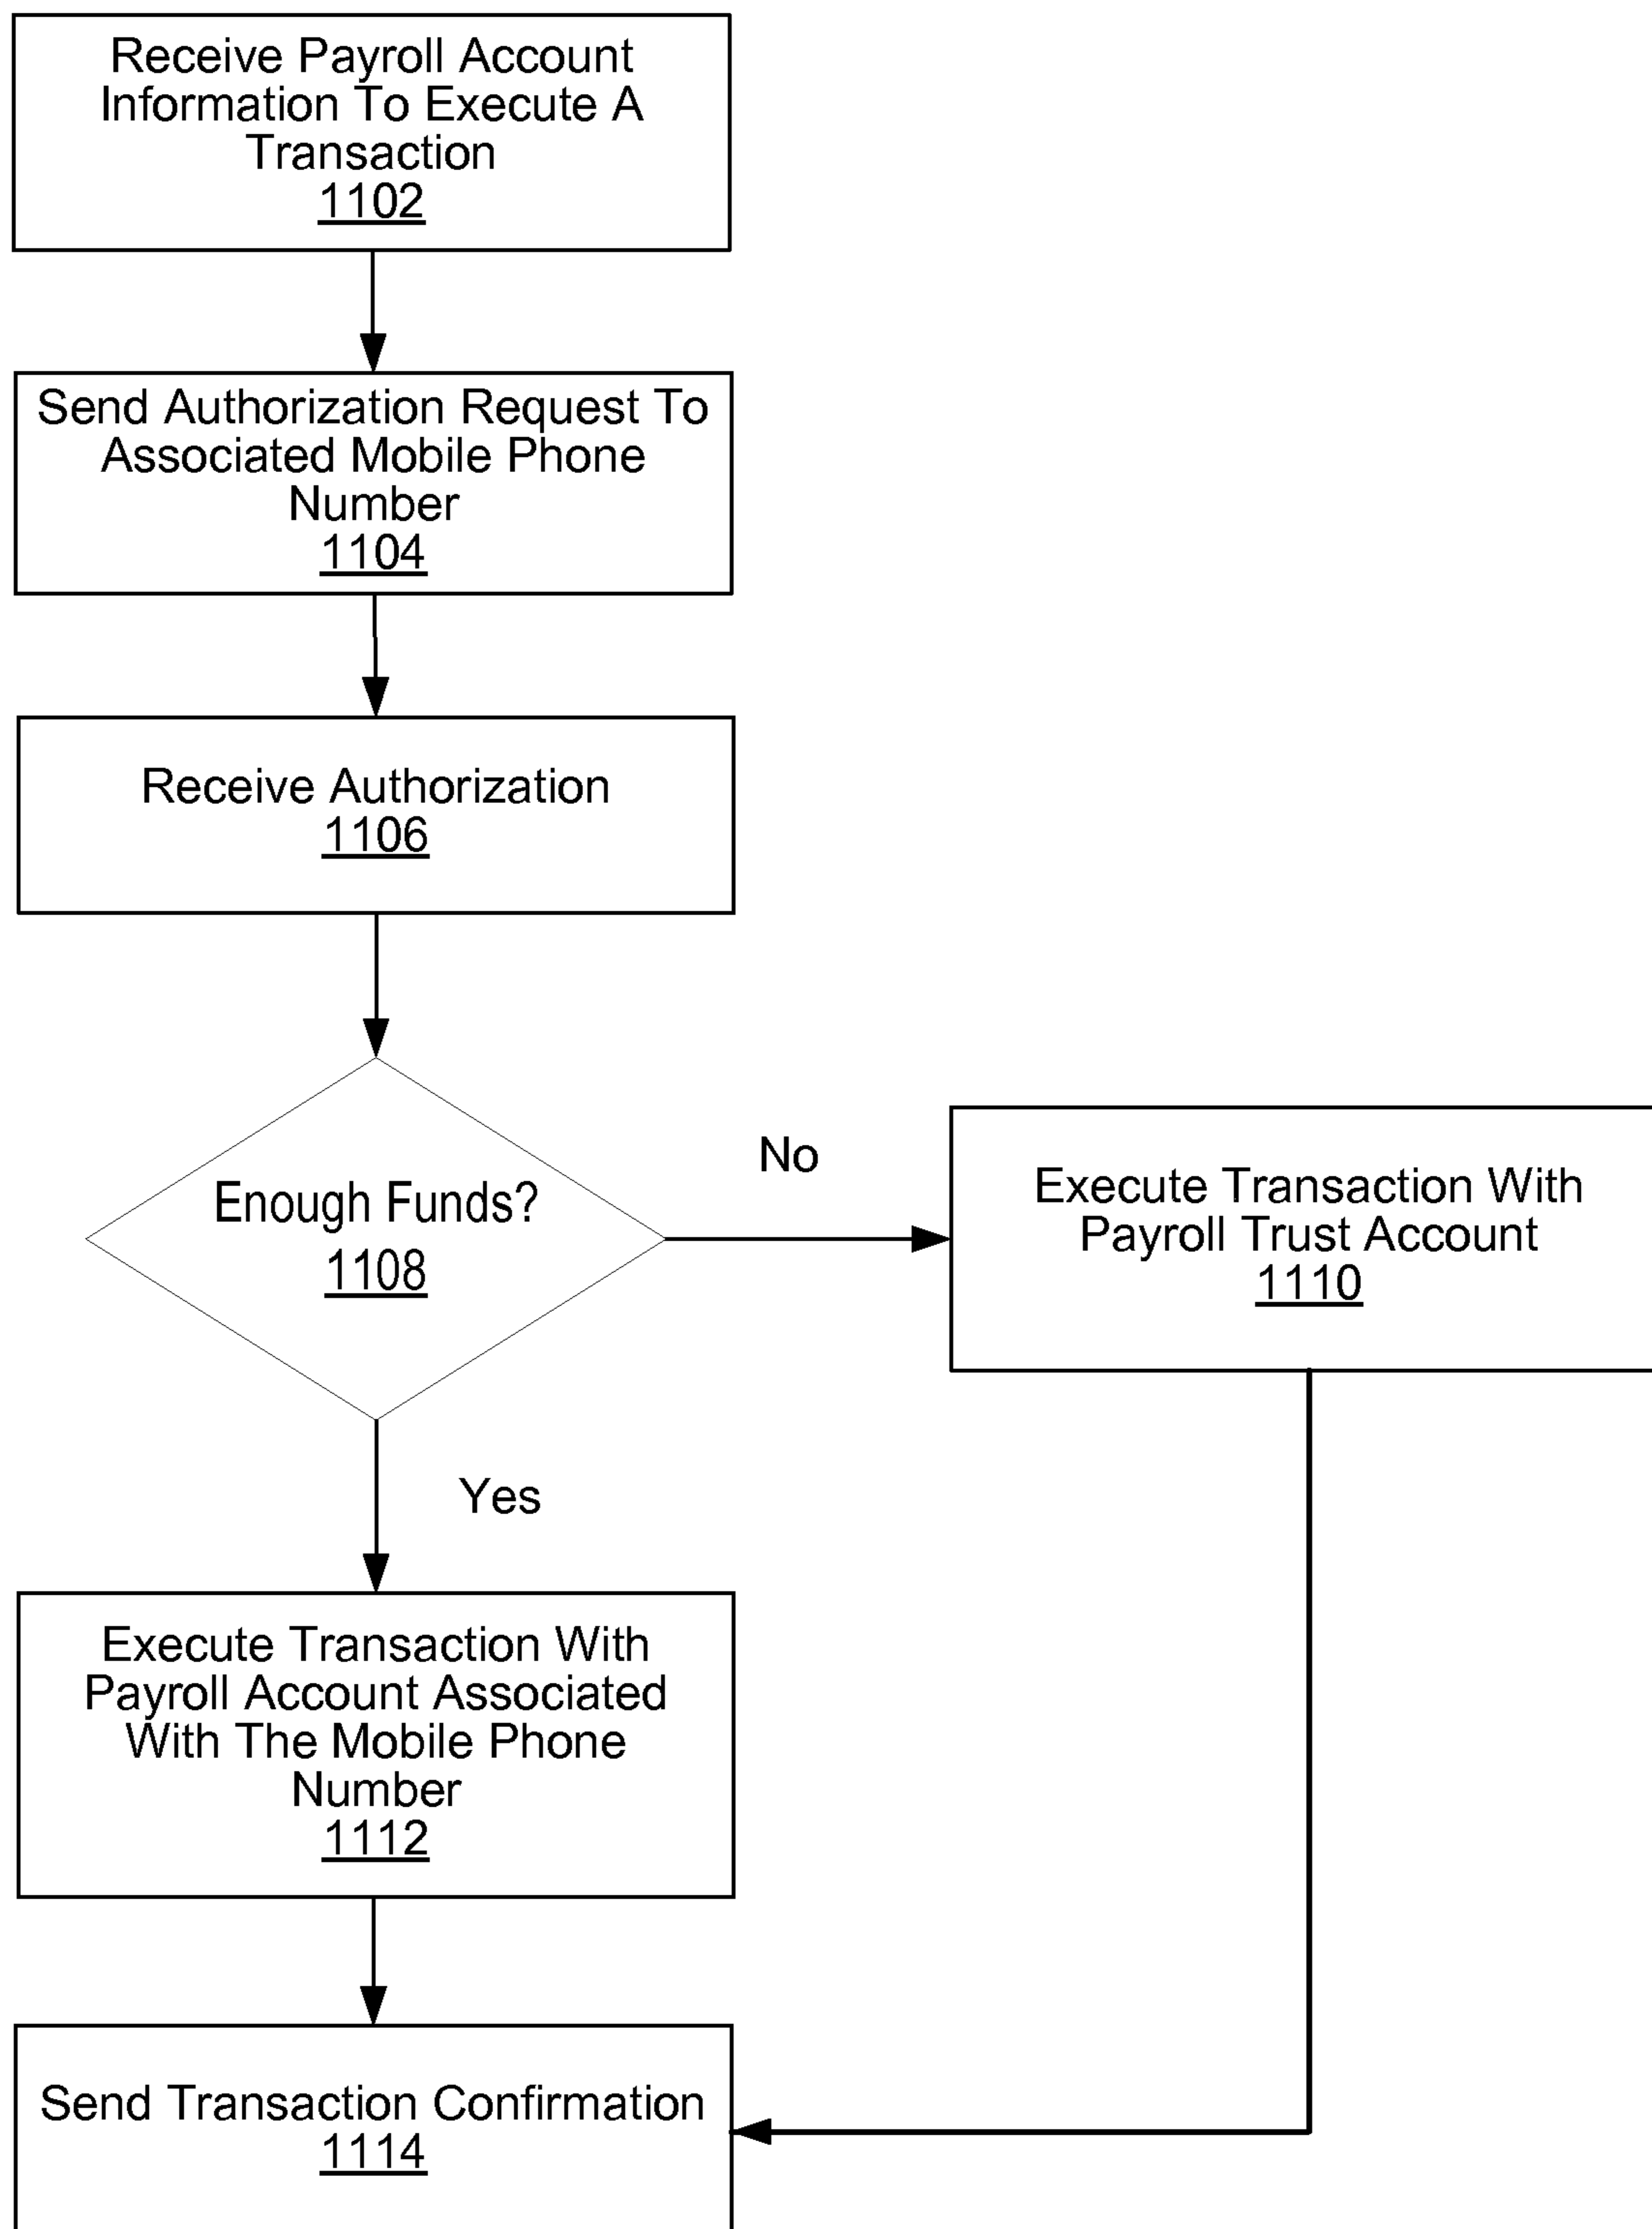 Receive Payroll Account
Information To Execute A
Transaction
1102
Send Authorization Request To
Associated Mobile Phone
Number
1104
Receive Authorization
1106
Enough Funds?
1108
No
Execute Transaction With
Payroll Trust Account
1110
Yes
Execute Transaction With
Payroll Account Associated
With The Mobile Phone
Number
1112
Send Transaction Confirmation
1114